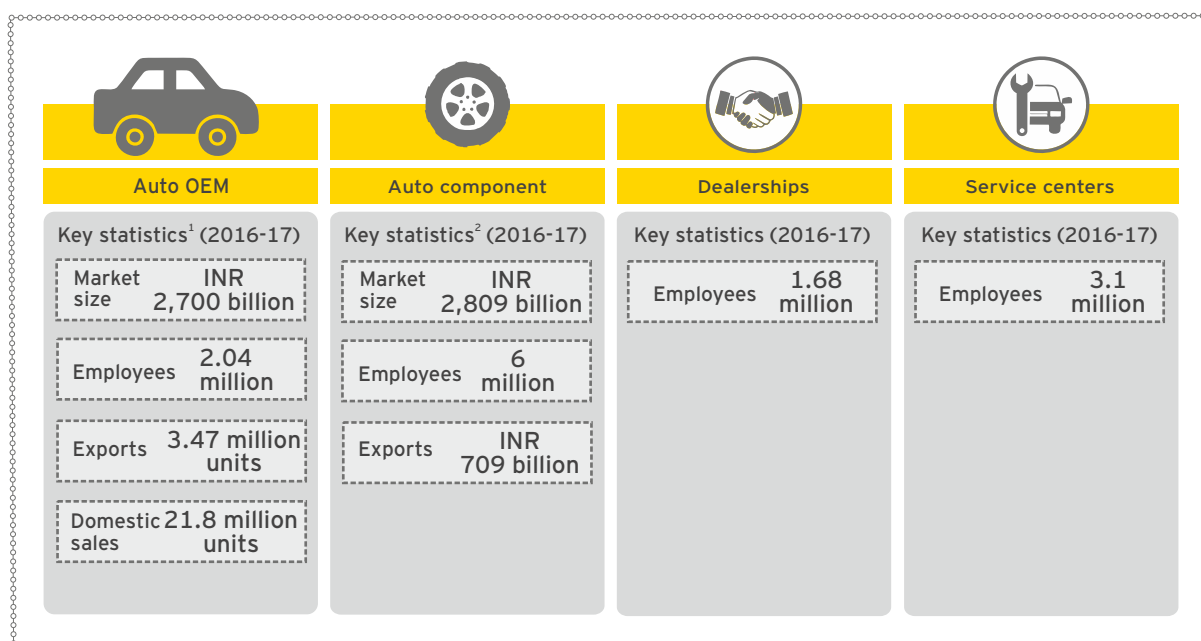 Auto OEM
Key statistics¹ (2016-17)
Market size
INR
2,700 billion
Employees
2.04
million
Exports
3.47 million
units
Domestic
sales
21.8 million
units
Auto component
Key statistics² (2016-17)
Market
size
INR
2,809 billion
Employees
6
million
Exports
INR
709 billion
Dealerships
Key statistics (2016-17)
Employees
1.68
million
Service centers
Key statistics (2016-17)
Employees
3.1
million